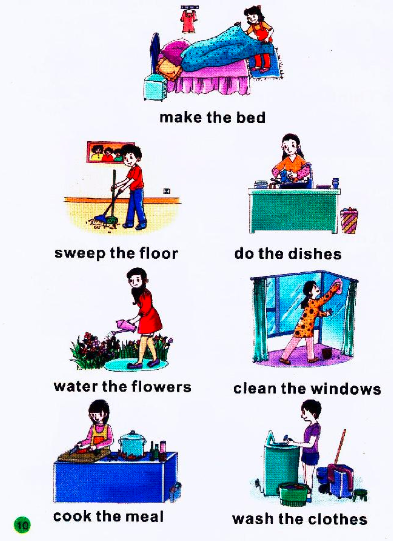 make the bed
sweep the floor
do the dishes
water the flowers
clean the windows
cook the meal
wash the clothes
10